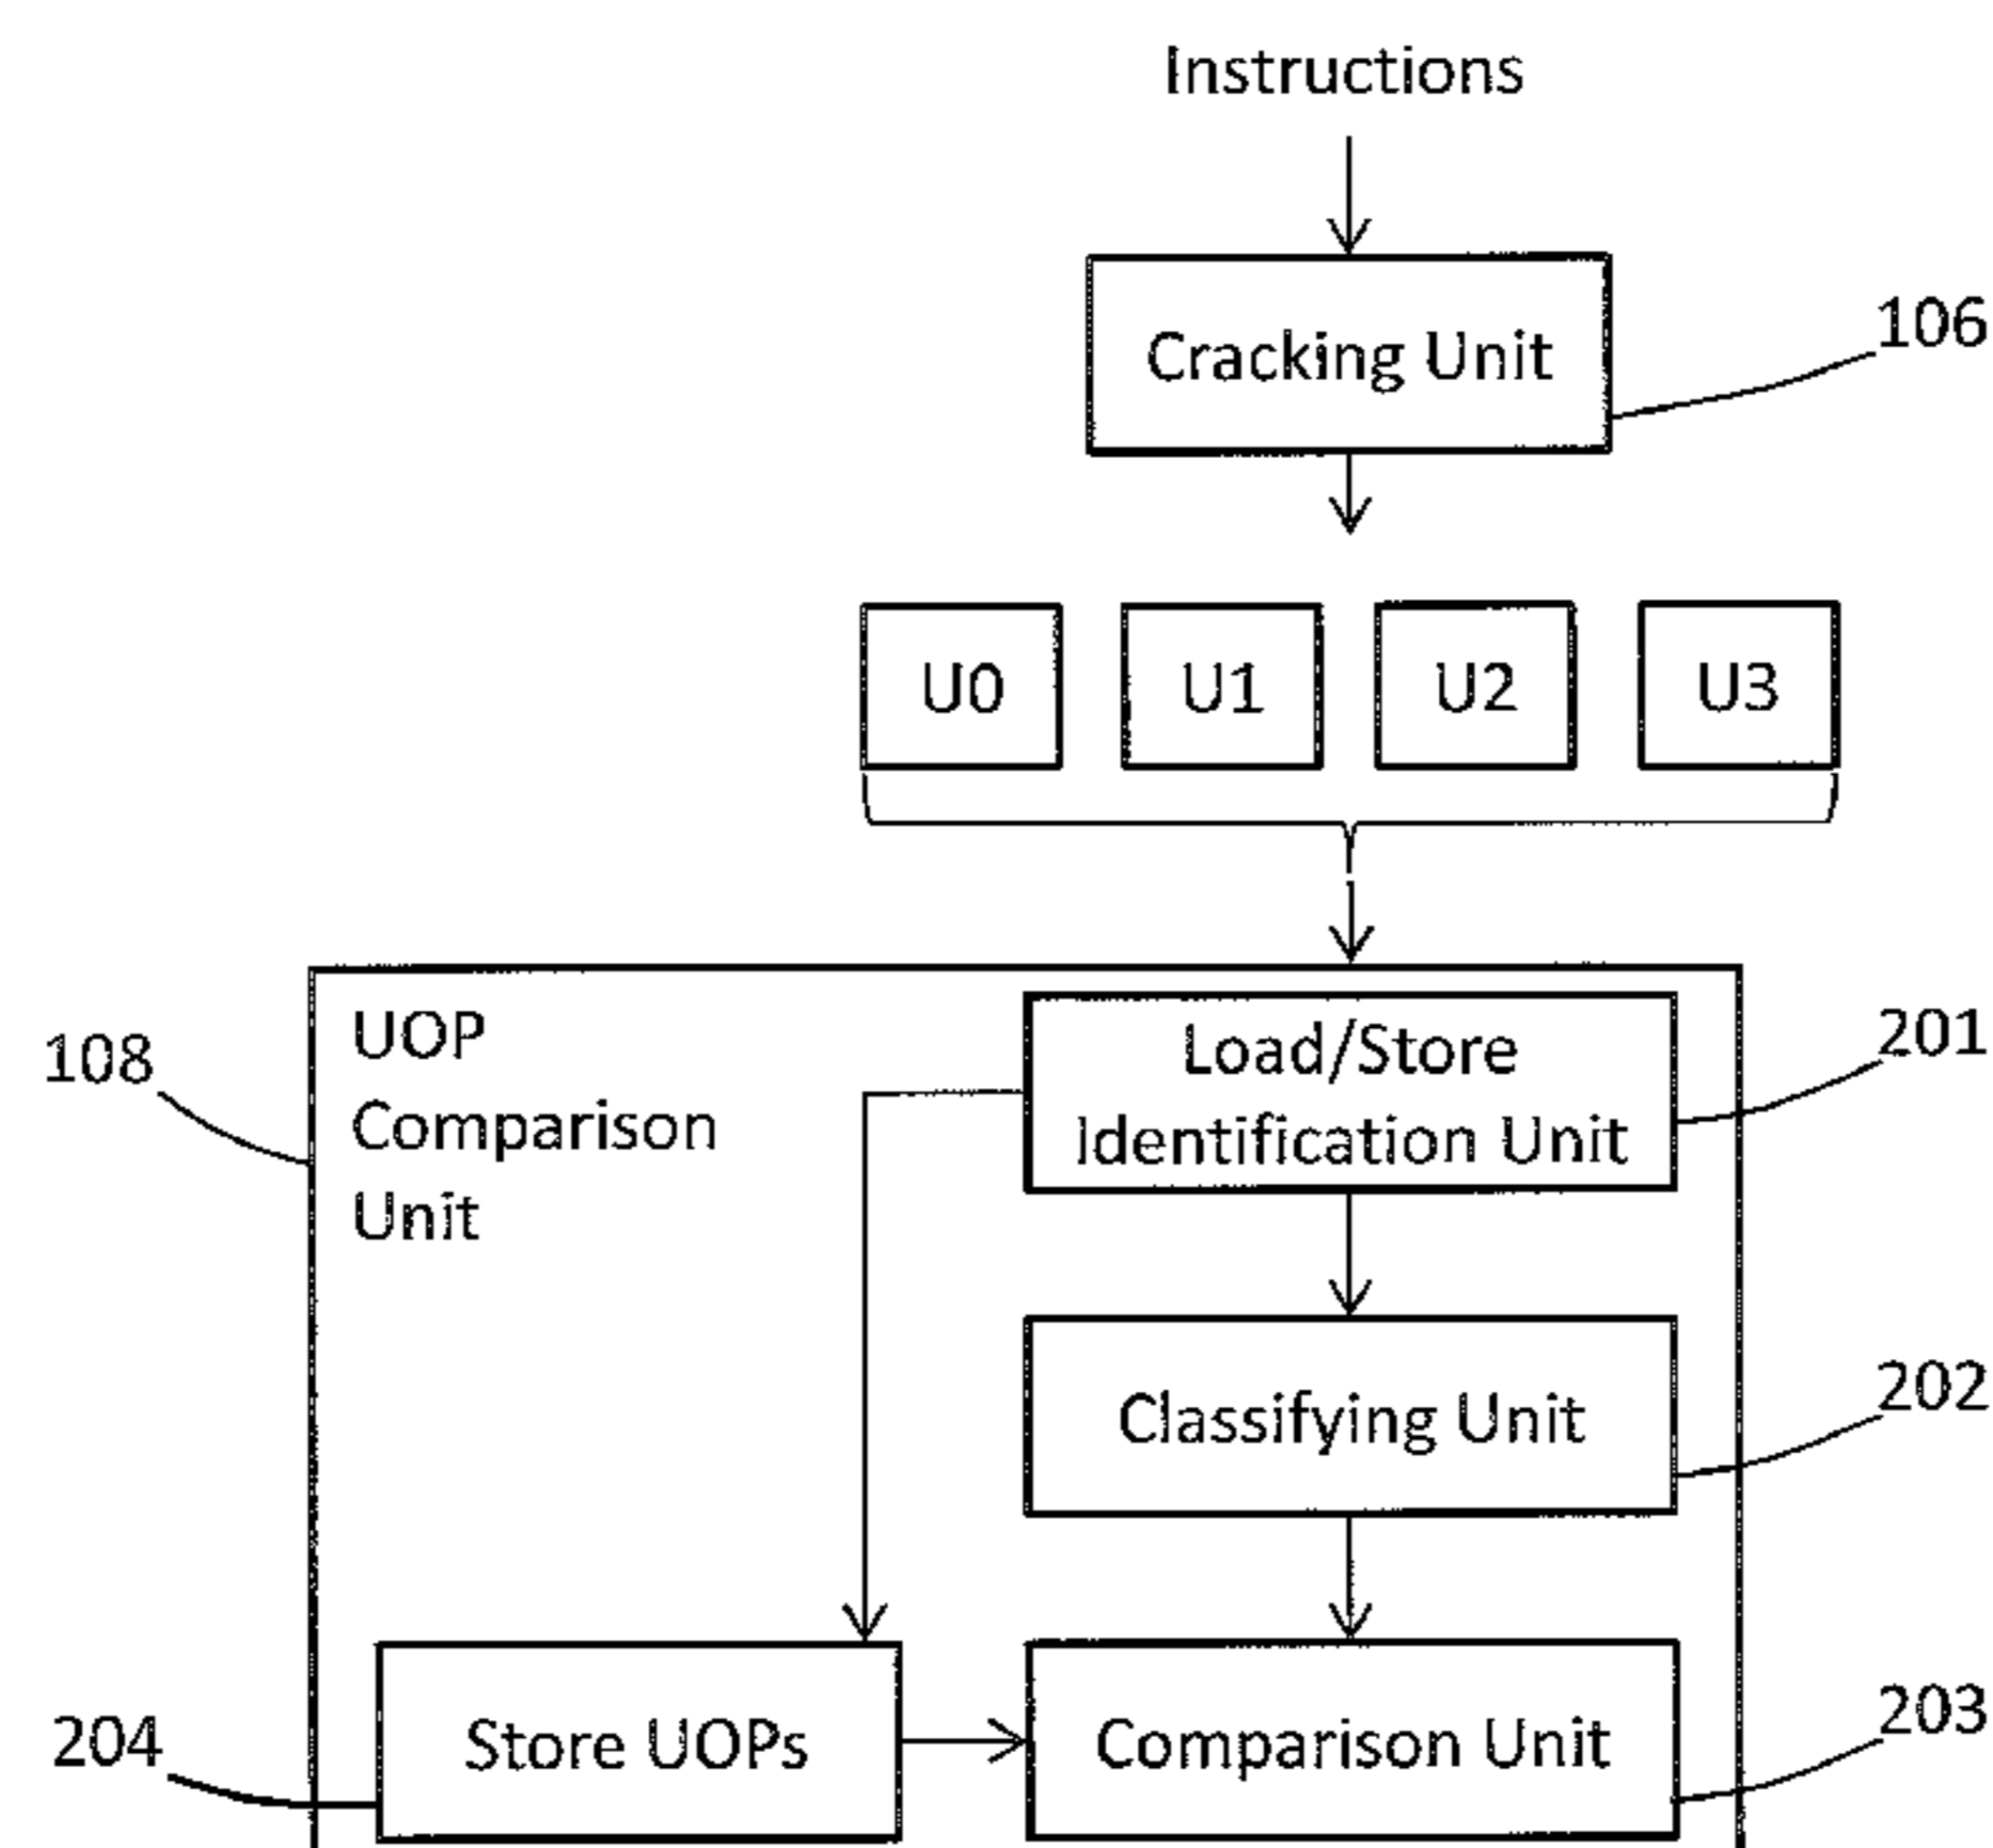 Instructions
Cracking Unit
106
U0
U1
U2
U3
108
UOP
Comparison
Unit
Load/Store
Identification Unit
201
Classifying Unit
202
204
Store UOPs
Comparison Unit
203